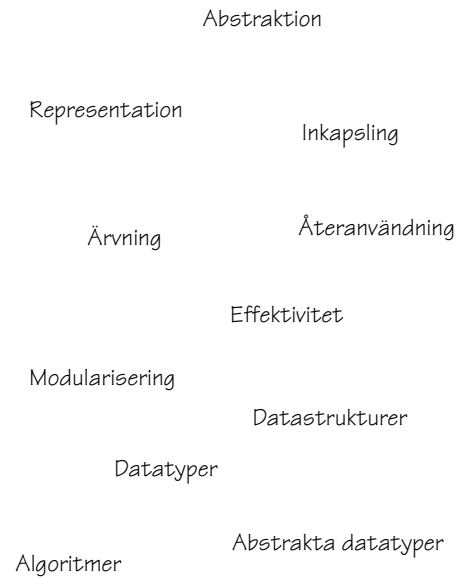 Abstraktion
Representation
Inkapsling
Återanvändning
Ärvning
Effektivitet
Modularisering
Datastrukturer
Datatyper
Abstrakta datatyper
Algoritmer